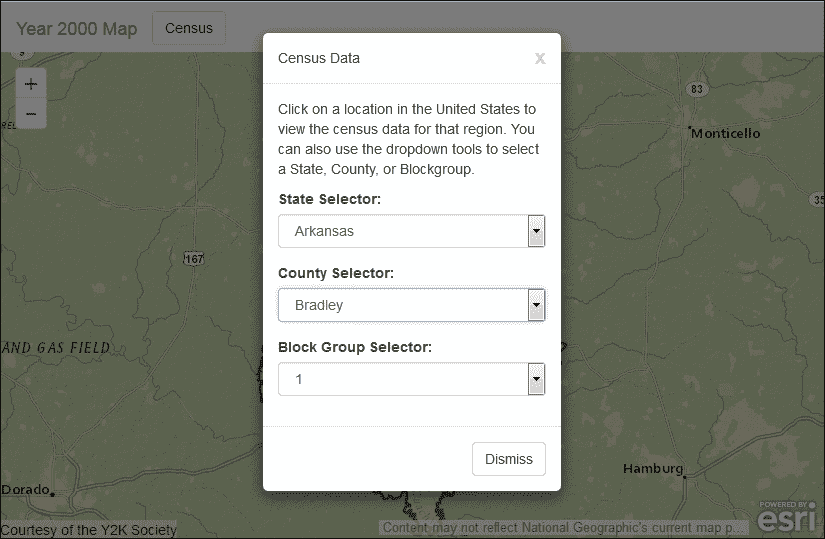 Year 2000 Map
Census
9
Census Data
x
Click on a location in the United States to
view the census data for that region. You
can also use the dropdown tools to select
a State, County, or Blockgroup.
State Selector:
Arkansas
County Selector:
Bradley
Block Group Selector:
1
Dismiss
+
−
83
Monticello
35
167
AND GAS FIELD
Hamburg
Dorado
POWERED BY
esri
Courtesy of the Y2K Society
Content may not reflect National Geographic's current map p...